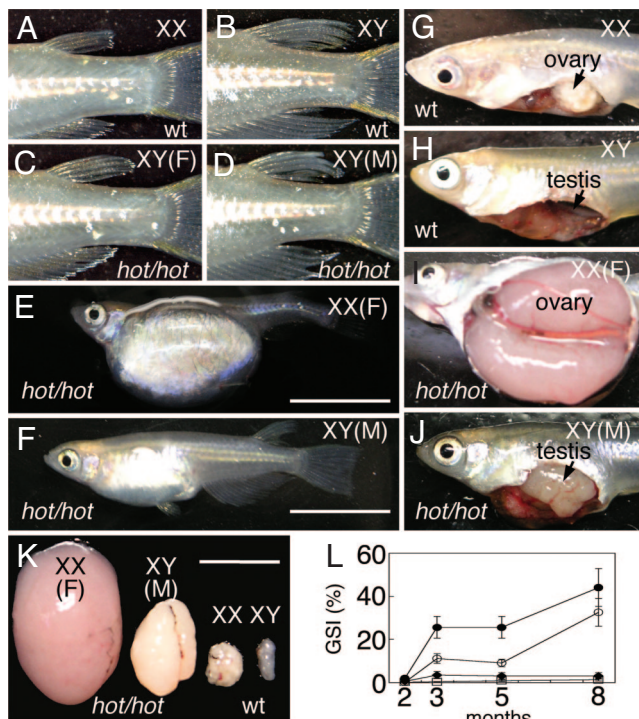 A XX
wt
B XY
wt
C XY(F)
hot/hot
D XY(M)
hot/hot
E XX(F)
hot/hot
F XY(M)
hot/hot
G XX
ovary
wt
H XY
testis
wt
I XX(F)
ovary
hot/hot
J XY(M)
testis
hot/hot
K XX
(F)
XY
(M)
XX XY
hot/hot wt
L
GSI (%)
60
40
20
0
2 3 5 8
months